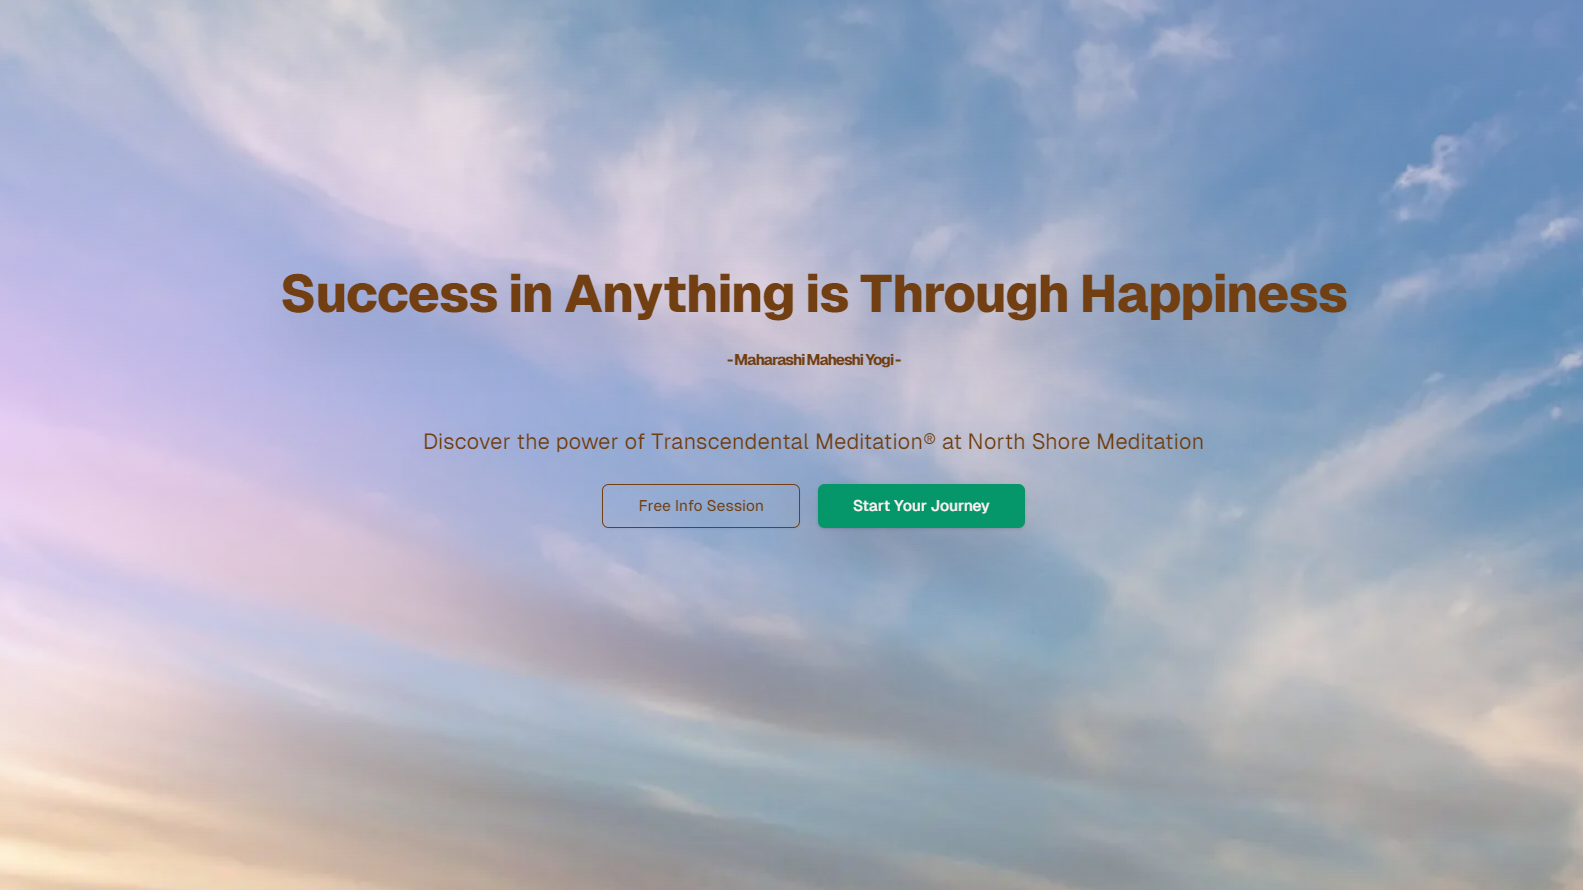 Success in Anything is Through Happiness
- Maharashi Maheshi Yogi -
Discover the power of Transcendental Meditation® at North Shore Meditation
Free Info Session
Start Your Journey